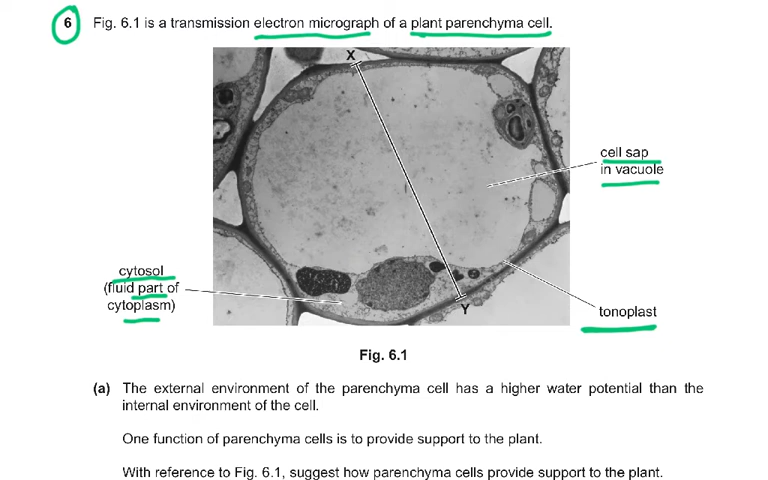 6 Fig. 6.1 is a transmission electron micrograph of a plant parenchyma cell.
X
cell sap
in vacuole
cytosol
(fluid part of
cytoplasm)
Y
tonoplast
Fig. 6.1
(a) The external environment of the parenchyma cell has a higher water potential than the
internal environment of the cell.
One function of parenchyma cells is to provide support to the plant.
With reference to Fig. 6.1, suggest how parenchyma cells provide support to the plant.